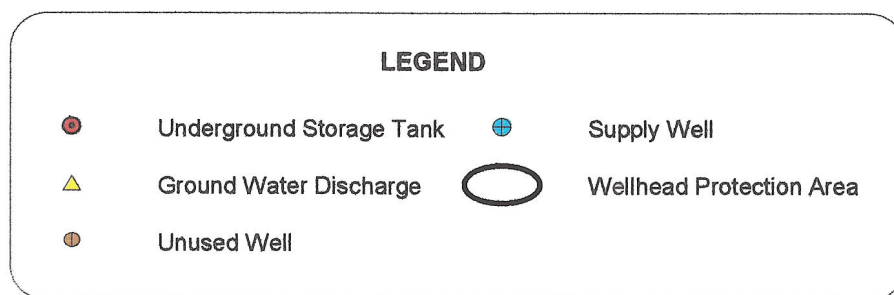 LEGEND
Underground Storage Tank
Supply Well
Ground Water Discharge
Wellhead Protection Area
Unused Well